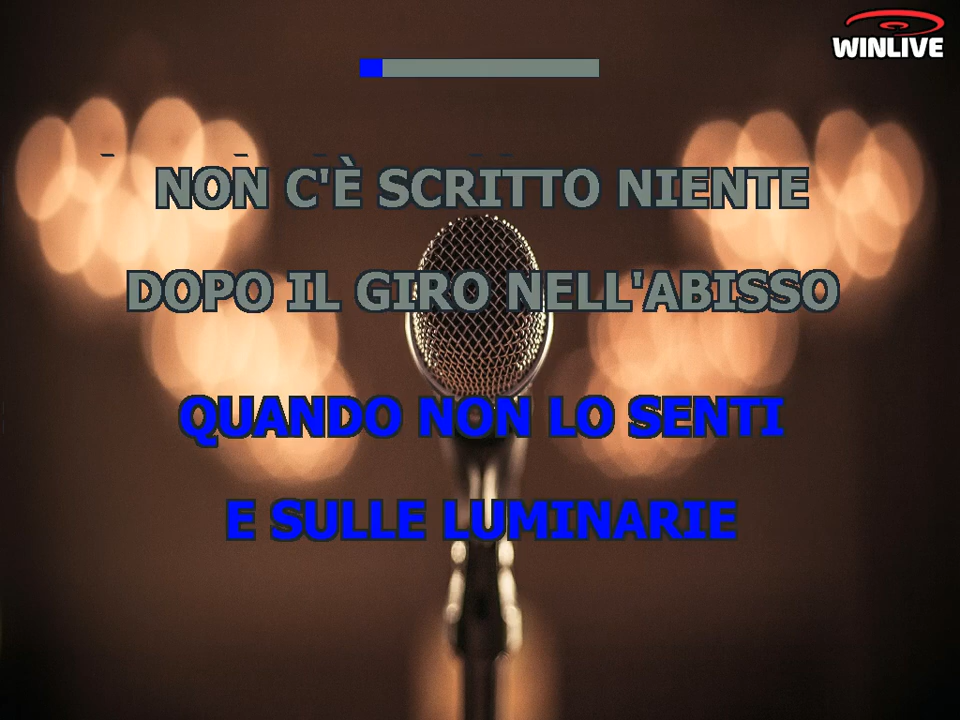 WINLIVE
NON C'È SCRITTO NIENTE
DOPO IL GIRO NELL'ABISSO
QUANDO NON LO SENTI
E SULLE LUMINARIE